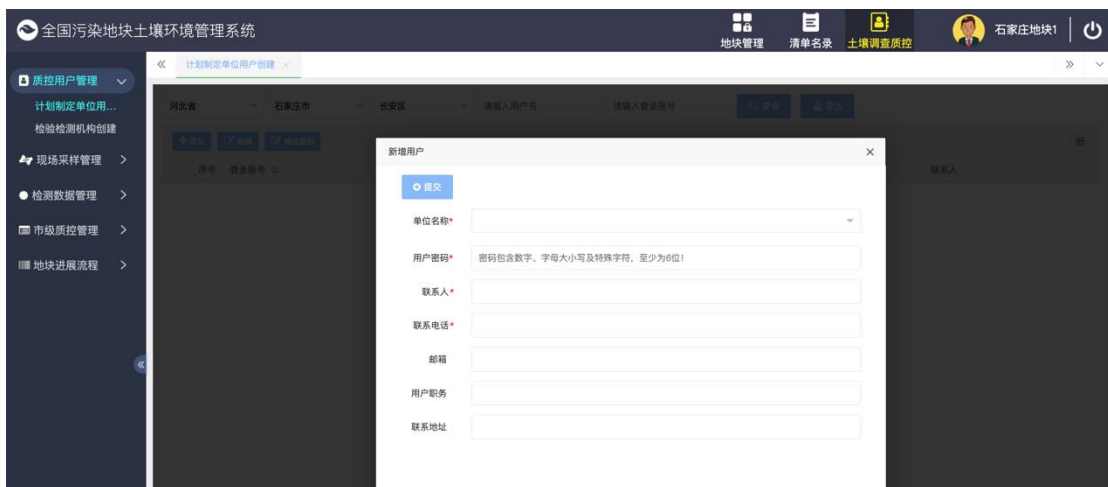 全国污染地块土壤环境管理系统
地块管理
清单名录
土壤调查质控
石家庄地块1
质控用户管理
计划制定单位用...
检验检测机构创建
现场采样管理
检测数据管理
市级质控管理
地块进展流程
计划制定单位用户创建
河北省 石家庄市 长安区 请输入用户名 请输入登录账号 查询 导出
序号 登录账号
联系人
新增用户
提交
单位名称*
用户密码* 密码包含数字、字母大小写及特殊字符，至少为6位！
联系人*
联系电话*
邮箱
用户职务
联系地址